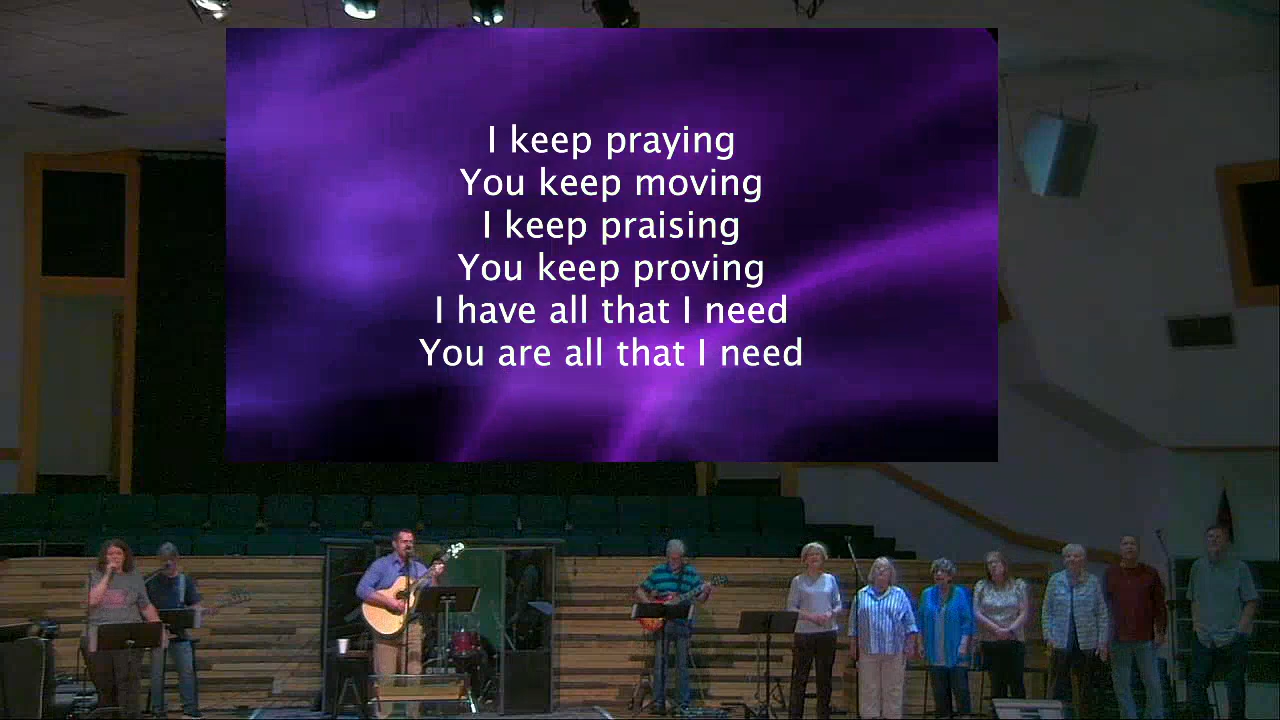 I keep praying
You keep moving
I keep praising
You keep proving
I have all that I need
You are all that I need